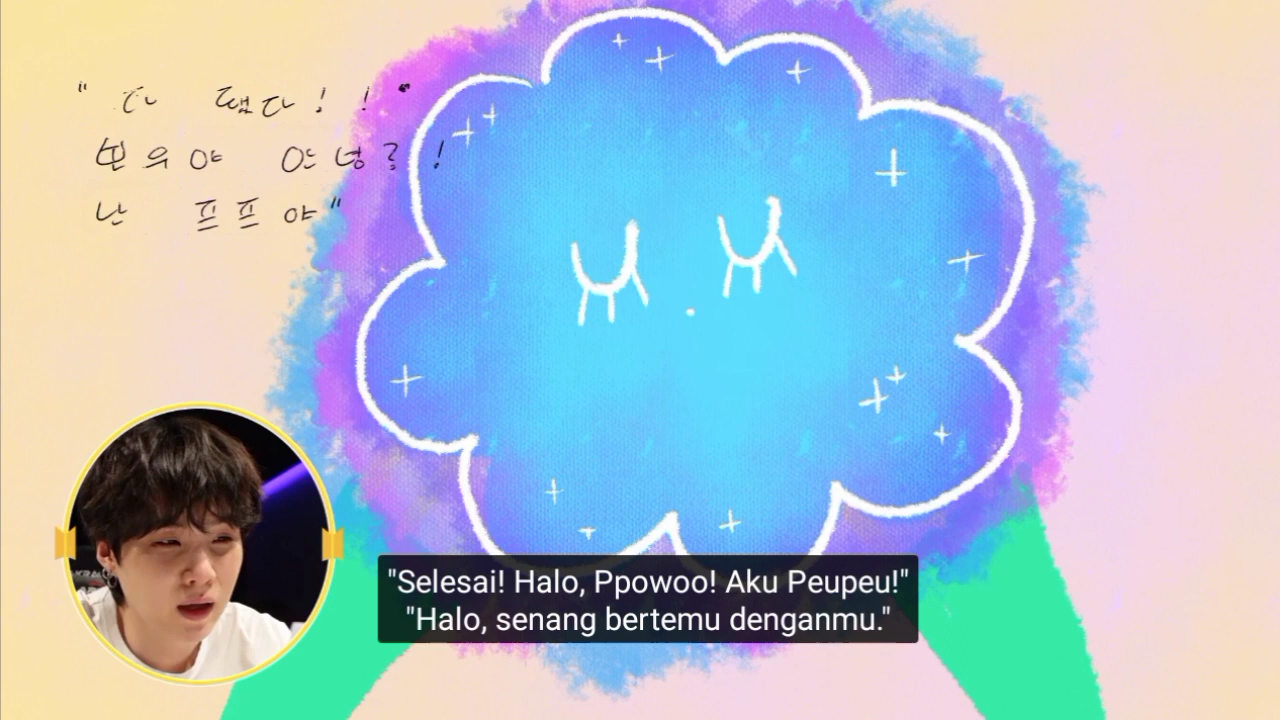 "다 됐다!!"
뽀우야 안녕?!
난 프프야"
"Selesai! Halo, Ppowoo! Aku Peupeu!"
"Halo, senang bertemu denganmu."